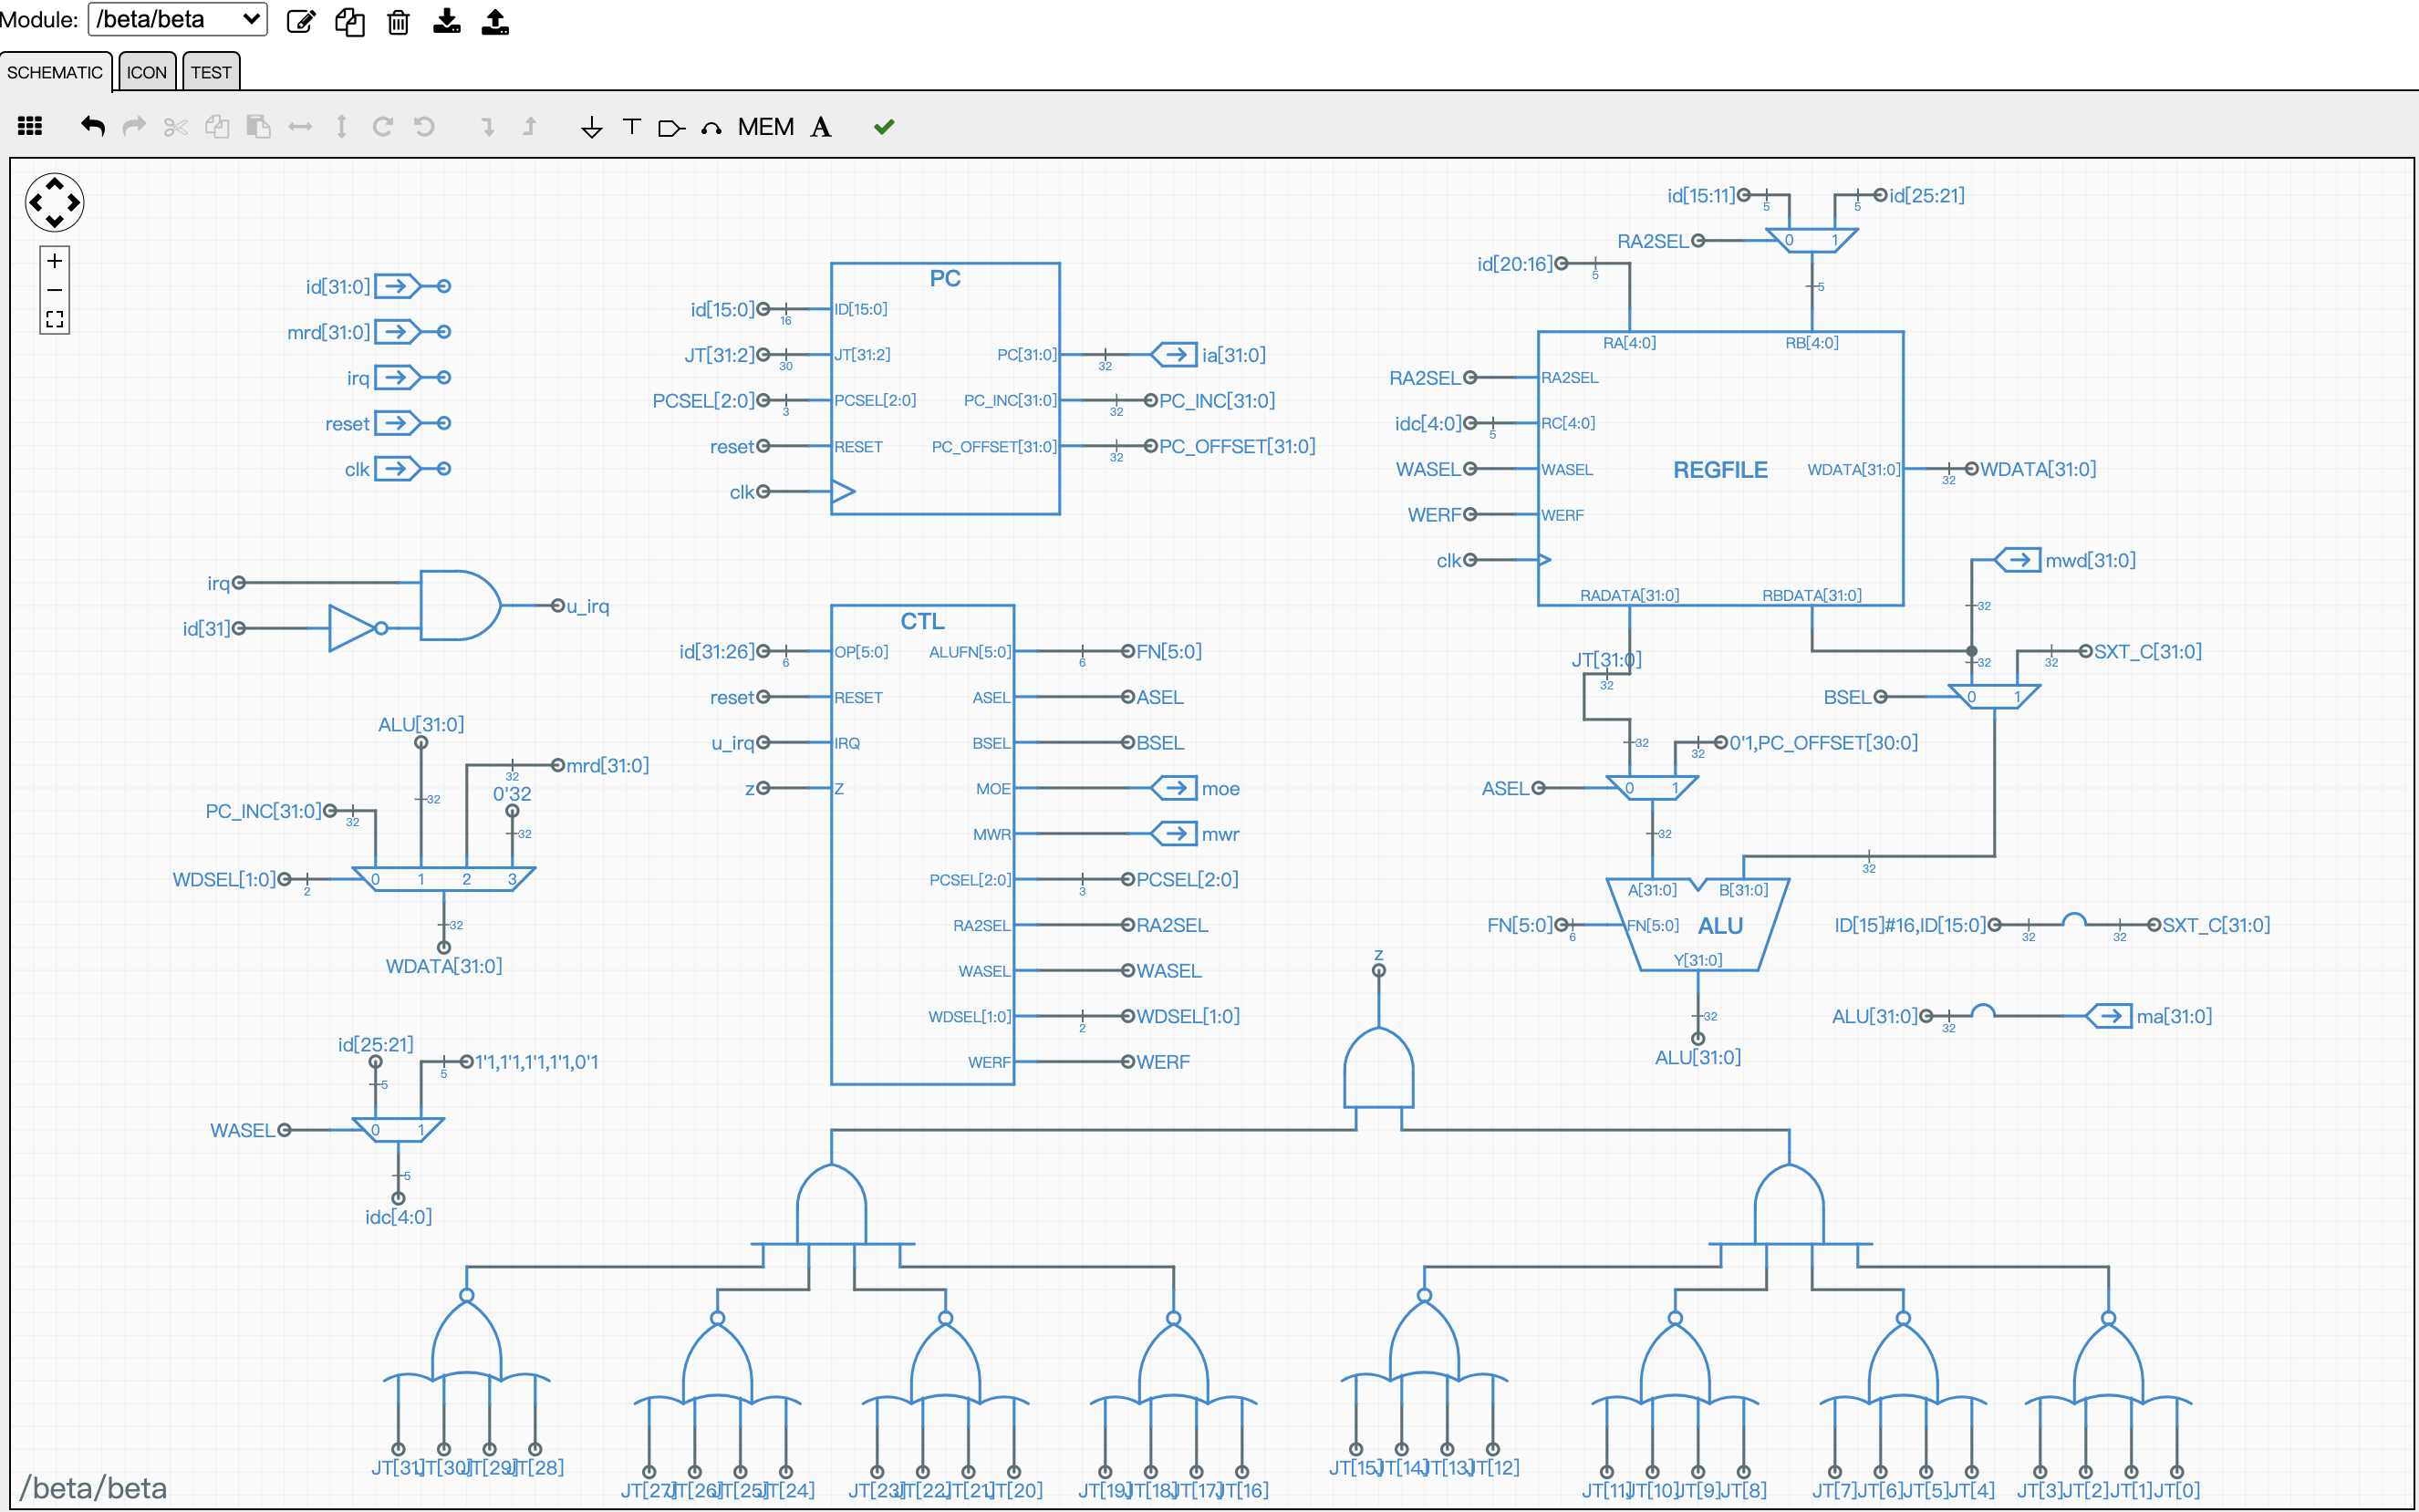 Module: /beta/beta
SCHEMATIC
ICON
TEST
MEM A
+
−
id[31:0]
mrd[31:0]
irq
reset
clk
PC
id[15:0]
16
ID[15:0]
JT[31:2]
30
JT[31:2]
PC[31:0]
32
ia[31:0]
PCSEL[2:0]
3
PCSEL[2:0]
PC_INC[31:0]
32
PC_INC[31:0]
reset
RESET
PC_OFFSET[31:0]
32
PC_OFFSET[31:0]
clk
id[15:11]
5
5
id[25:21]
RA2SEL
0
1
id[20:16]
5
5
RA[4:0]
RB[4:0]
RA2SEL
RA2SEL
idc[4:0]
5
RC[4:0]
WASEL
WASEL
REGFILE
WDATA[31:0]
32
WDATA[31:0]
WERF
WERF
clk
RADATA[31:0]
RBDATA[31:0]
mwd[31:0]
32
irq
id[31]
u_irq
CTL
id[31:26]
6
OP[5:0]
ALUFN[5:0]
6
FN[5:0]
reset
RESET
ASEL
ASEL
u_irq
IRQ
BSEL
BSEL
z
Z
MOE
moe
MWR
mwr
PCSEL[2:0]
3
PCSEL[2:0]
RA2SEL
RA2SEL
WASEL
WASEL
WDSEL[1:0]
2
WDSEL[1:0]
WERF
WERF
JT[31:0]
32
32
32
SXT_C[31:0]
BSEL
0
1
32
32
0'1,PC_OFFSET[30:0]
ASEL
0
1
32
32
A[31:0]
B[31:0]
FN[5:0]
6
FN[5:0]
ALU
Y[31:0]
32
ALU[31:0]
ID[15]#16,ID[15:0]
32
32
SXT_C[31:0]
ALU[31:0]
32
ma[31:0]
ALU[31:0]
32
mrd[31:0]
32
0'32
32
PC_INC[31:0]
32
WDSEL[1:0]
2
0
1
2
3
32
WDATA[31:0]
id[25:21]
5
5
1'1,1'1,1'1,1'1,0'1
WASEL
0
1
5
idc[4:0]
z
JT[31]
JT[30]
JT[29]
JT[28]
JT[27]
JT[26]
JT[25]
JT[24]
JT[23]
JT[22]
JT[21]
JT[20]
JT[19]
JT[18]
JT[17]
JT[16]
JT[15]
JT[14]
JT[13]
JT[12]
JT[11]
JT[10]
JT[9]
JT[8]
JT[7]
JT[6]
JT[5]
JT[4]
JT[3]
JT[2]
JT[1]
JT[0]
/beta/beta